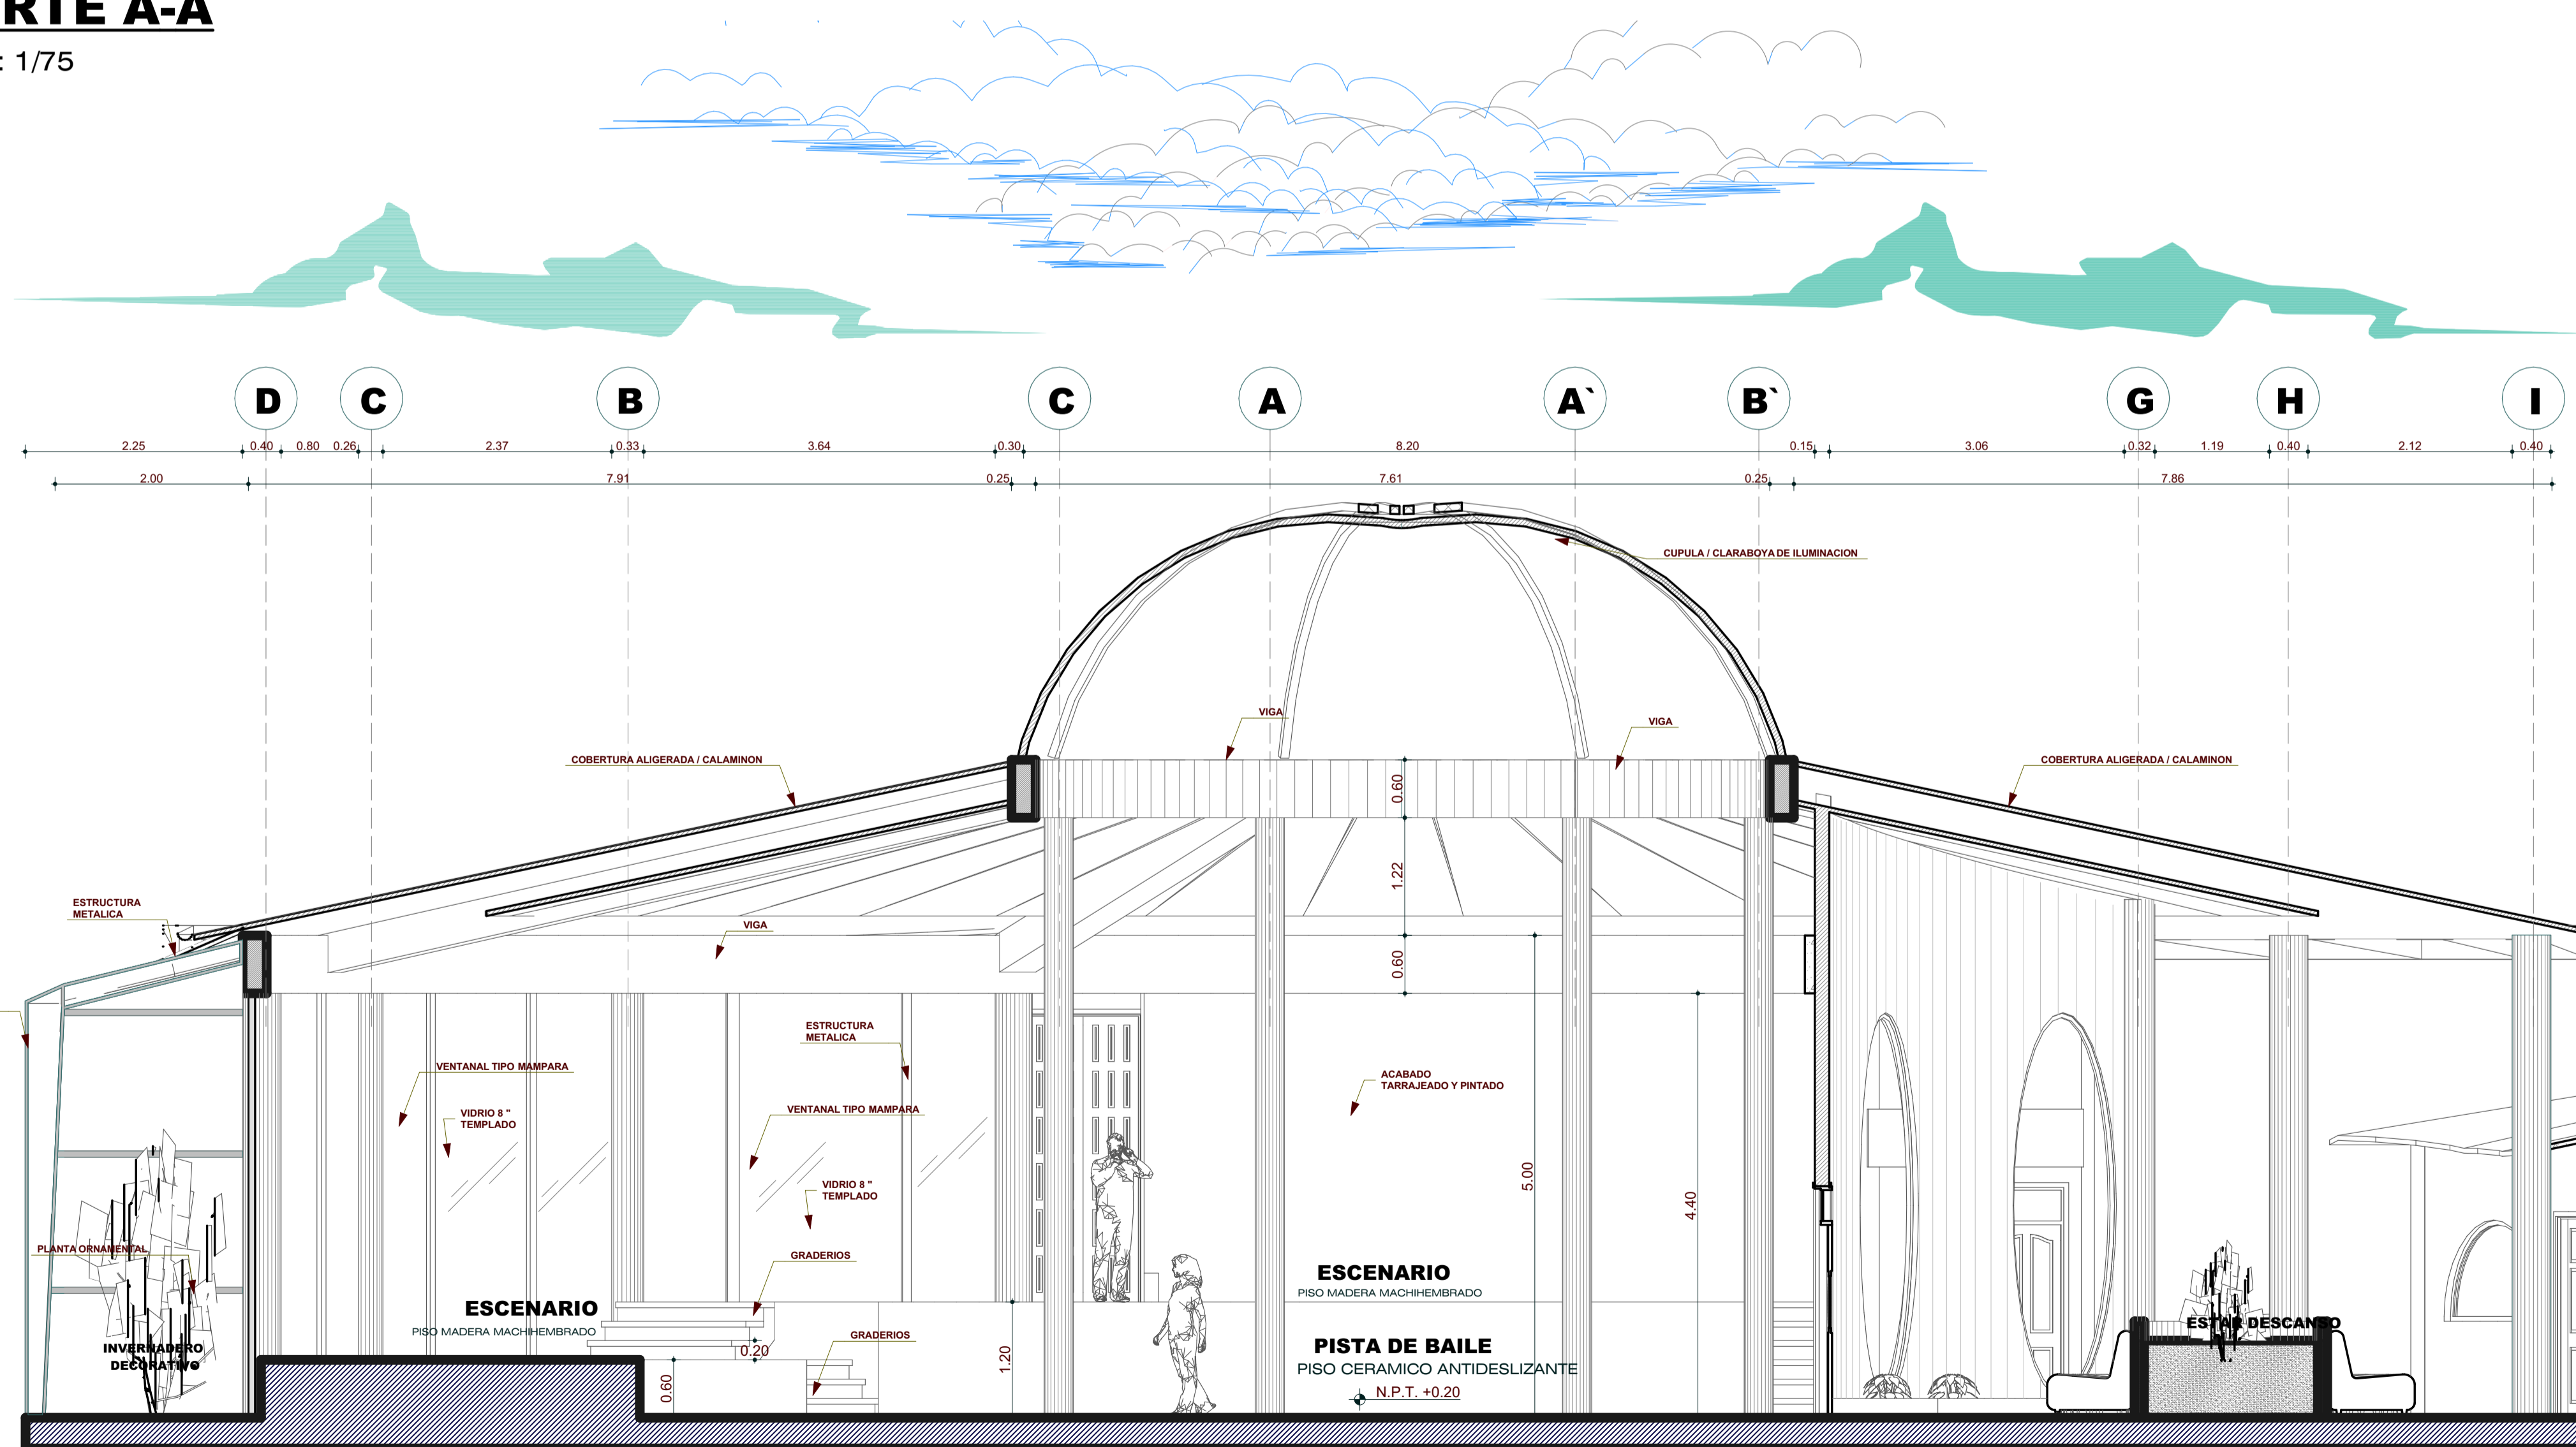 RTE A-A
: 1/75
D C B C A A` B` G H I
2.25 0.40 0.80 0.26 2.37 0.33 3.64 0.30 8.20 0.15 3.06 0.32 1.19 0.40 2.12 0.40
2.00 7.91 0.25 7.61 0.25 7.86
CUPULA / CLARABOYA DE ILUMINACION
VIGA
VIGA
COBERTURA ALIGERADA / CALAMINON
COBERTURA ALIGERADA / CALAMINON
0.60
1.22
ESTRUCTURA
METALICA
VIGA
0.60
ESTRUCTURA
METALICA
VENTANAL TIPO MAMPARA
ACABADO
TARRAJEADO Y PINTADO
VIDRIO 8 "
TEMPLADO
VENTANAL TIPO MAMPARA
5.00
4.40
VIDRIO 8 "
TEMPLADO
PLANTA ORNAMENTAL
GRADERIOS
ESCENARIO
PISO MADERA MACHIHEMBRADO
ESCENARIO
PISO MADERA MACHIHEMBRADO
ESTAR DESCANSO
GRADERIOS
INVERNADERO
DECORATIVO
0.20
0.60
1.20
PISTA DE BAILE
PISO CERAMICO ANTIDESLIZANTE
N.P.T. +0.20